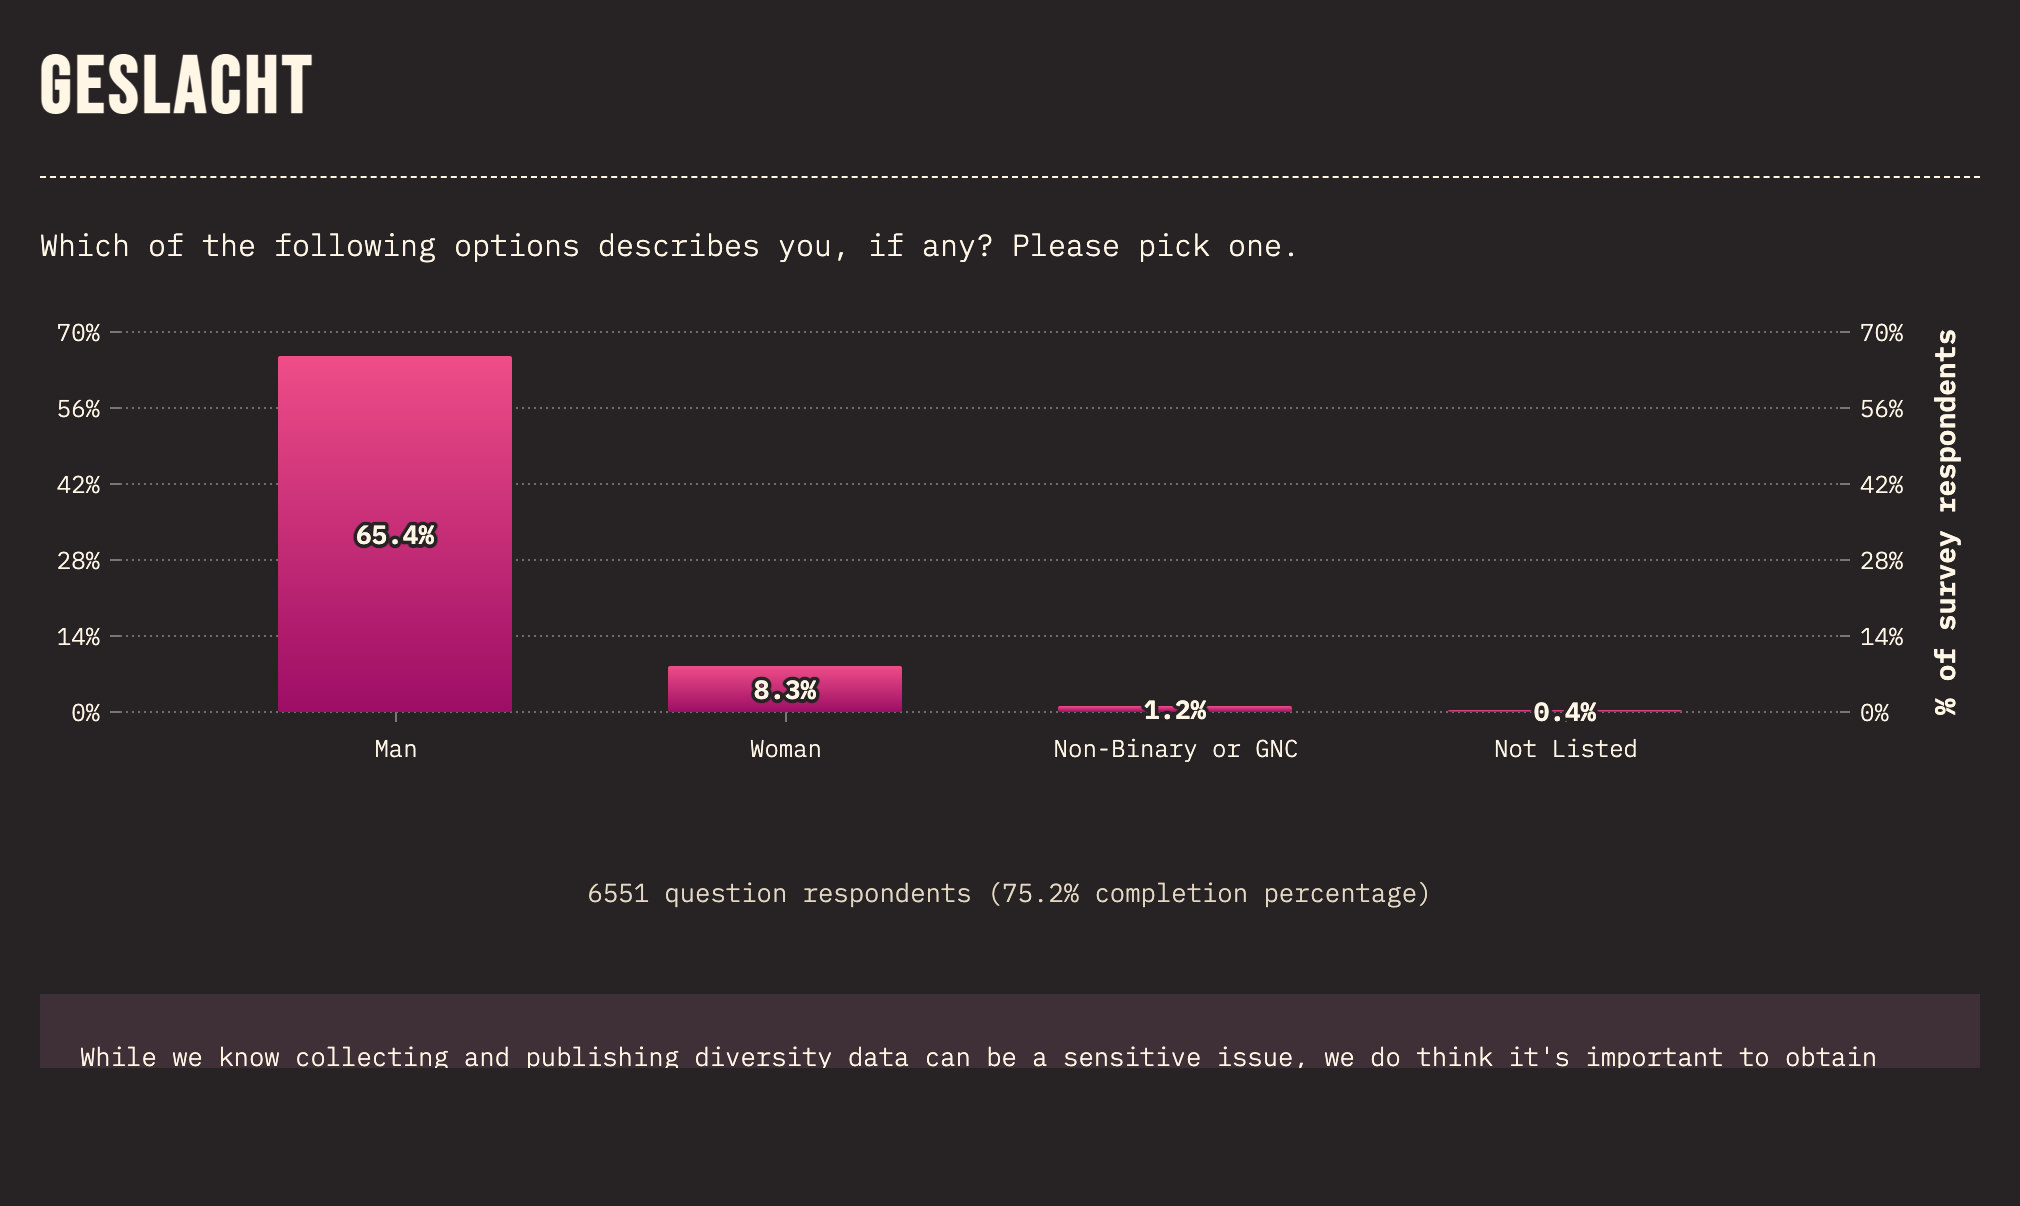 GESLACHT
Which of the following options describes you, if any? Please pick one.
70%
56%
42%
28%
14%
0%
65.4%
8.3%
1.2%
0.4%
Man
Woman
Non-Binary or GNC
Not Listed
70%
56%
42%
28%
14%
0%
% of survey respondents
6551 question respondents (75.2% completion percentage)
While we know collecting and publishing diversity data can be a sensitive issue, we do think it's important to obtain